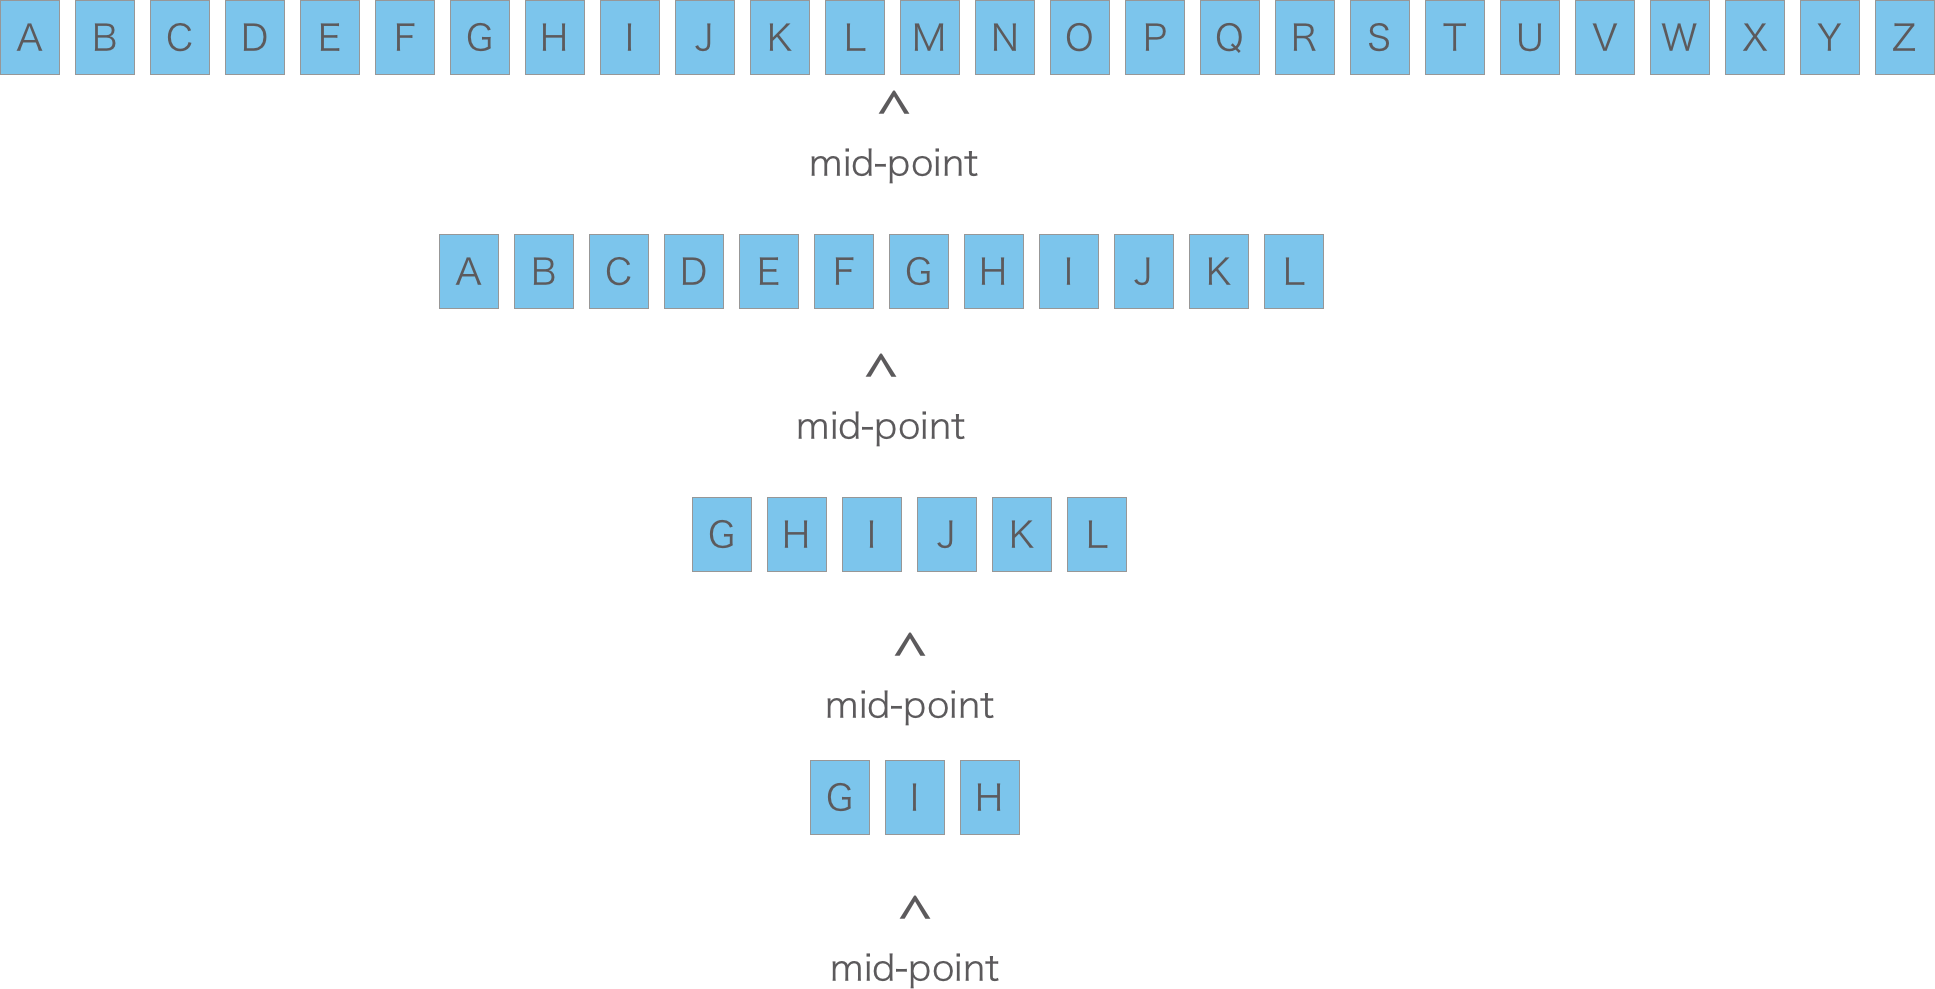 A B C D E F G H I J K L M N O P Q R S T U V W X Y Z
^
mid-point
A B C D E F G H I J K L
^
mid-point
G H I J K L
^
mid-point
G I H
^
mid-point